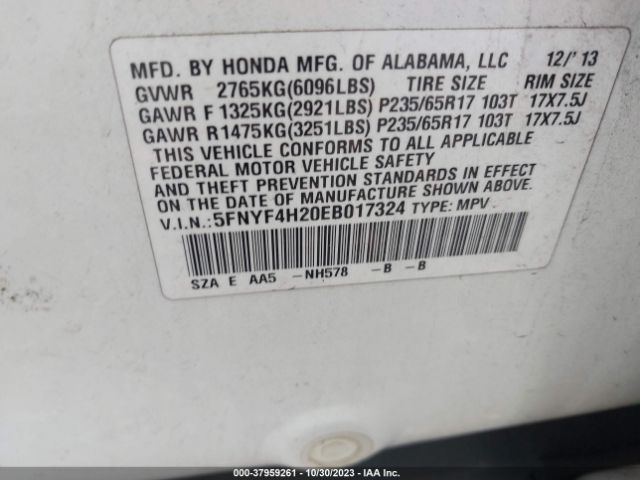 MFD. BY HONDA MFG. OF ALABAMA, LLC 12/'13
GVWR 2765KG(6096LBS) TIRE SIZE RIM SIZE
GAWR F 1325KG(2921LBS) P235/65R17 103T 17X7.5J
GAWR R 1475KG(3251LBS) P235/65R17 103T 17X7.5J
THIS VEHICLE CONFORMS TO ALL APPLICABLE
FEDERAL MOTOR VEHICLE SAFETY
AND THEFT PREVENTION STANDARDS IN EFFECT
ON THE DATE OF MANUFACTURE SHOWN ABOVE.
V.I.N.: 5FNYF4H20EB017324 TYPE: MPV
SZA E AA5 -NH578 -B -B
000-37959261 - 10/30/2023 - IAA Inc.